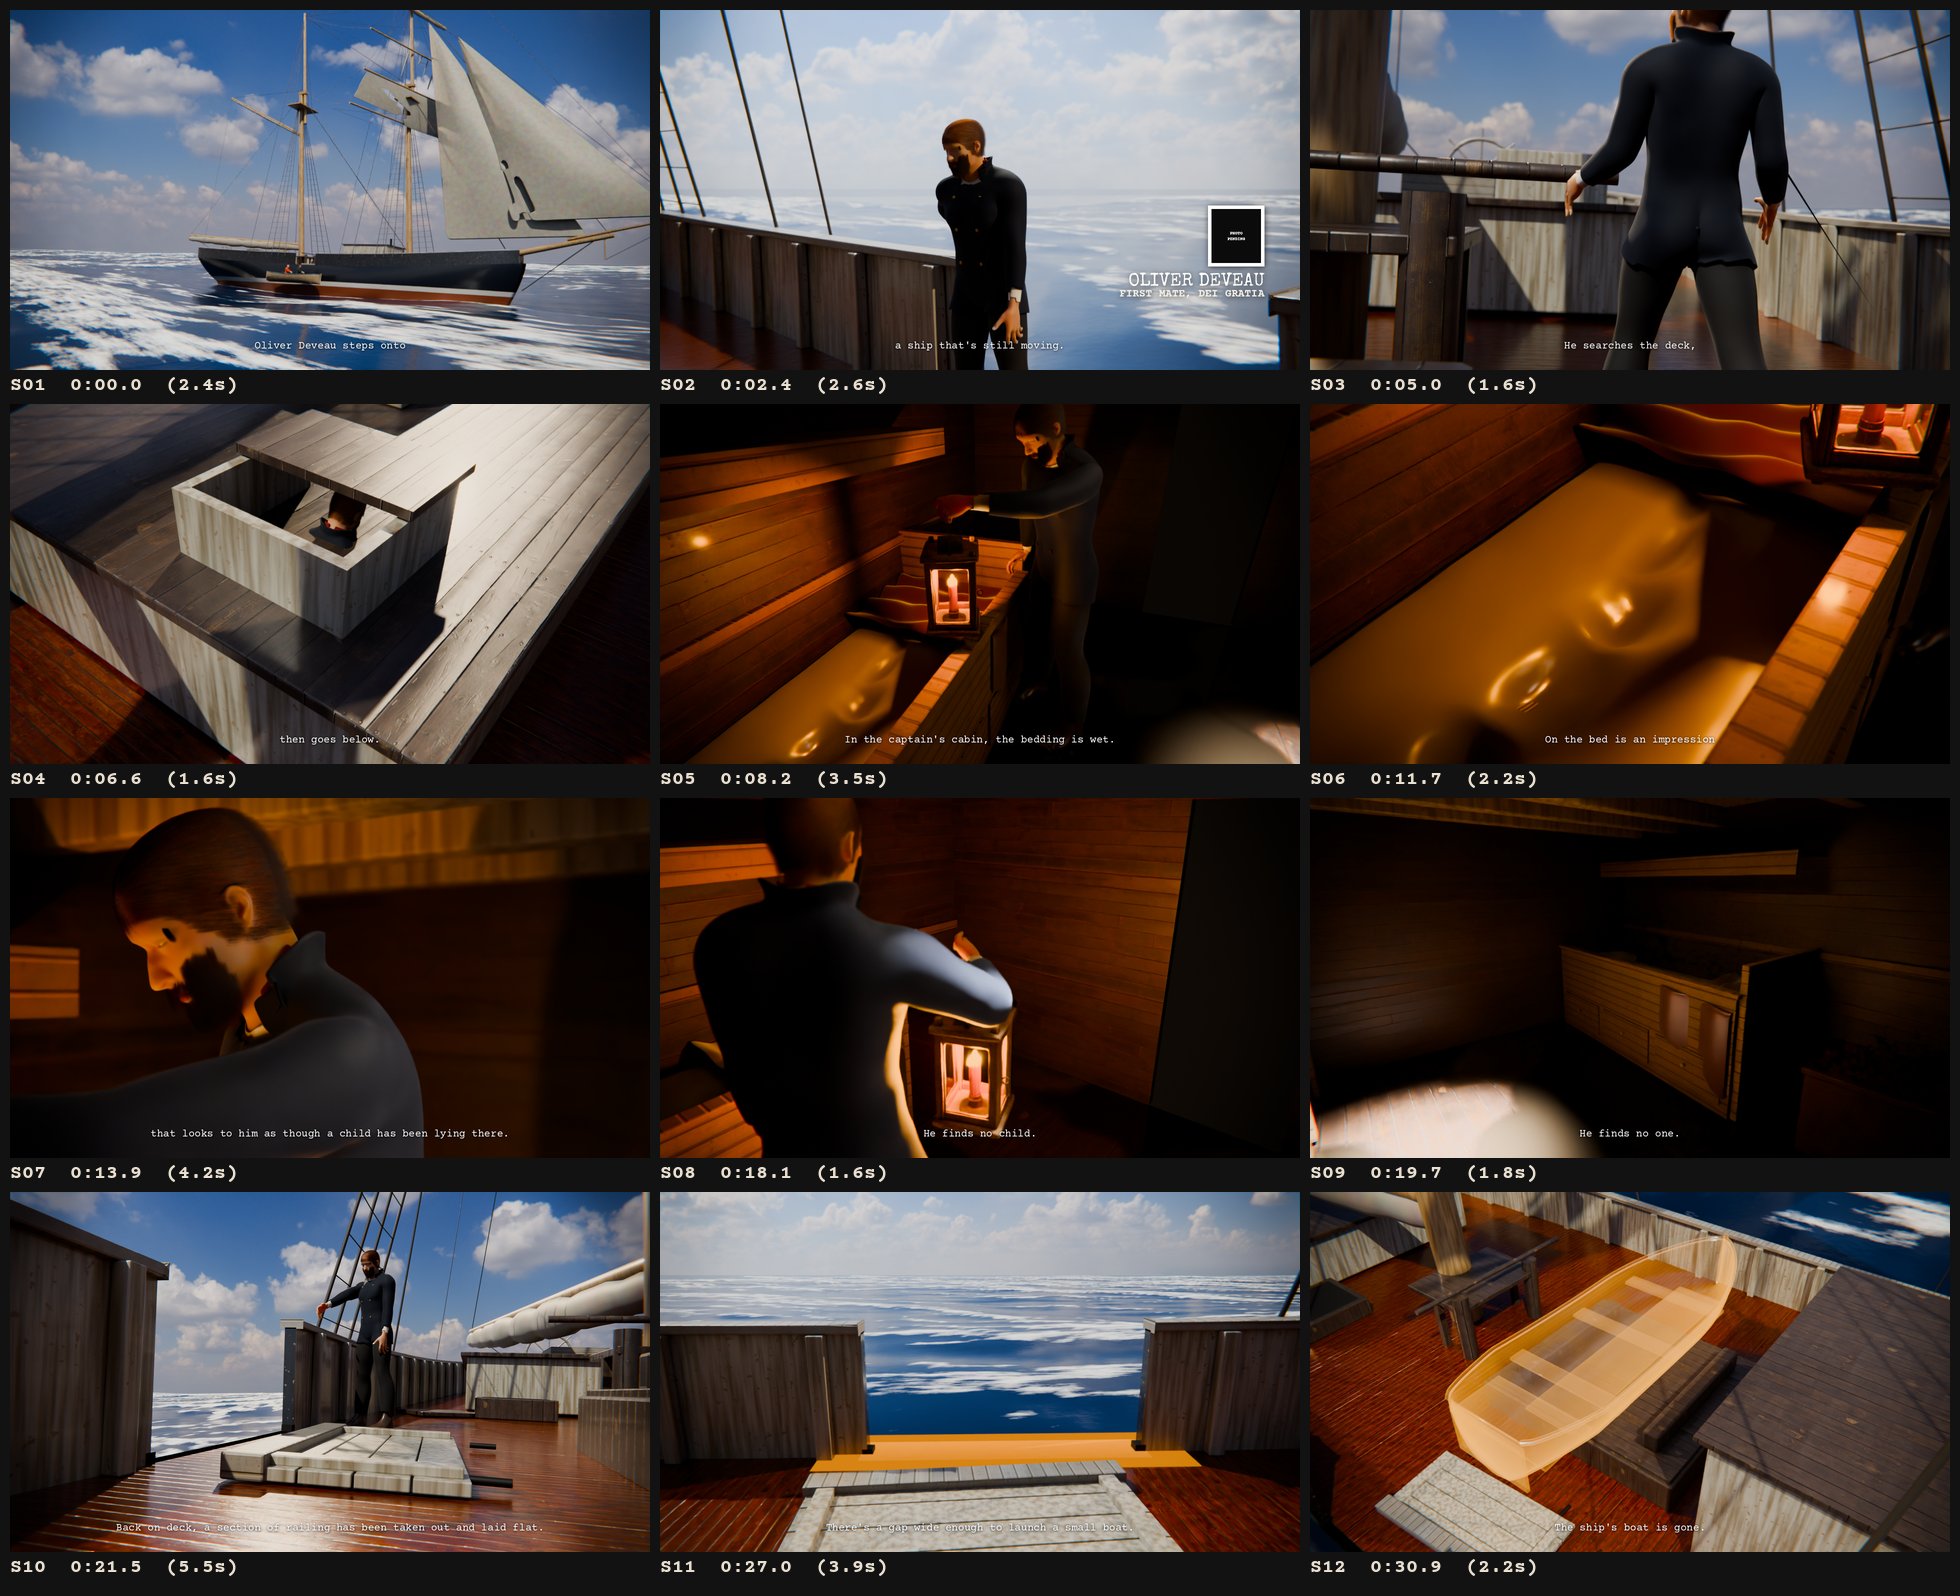 Oliver Deveau steps onto
S01 0:00.0 (2.4s)
PHOTO
PENDING
OLIVER DEVEAU
FIRST MATE, DEI GRATIA
a ship that's still moving.
S02 0:02.4 (2.6s)
He searches the deck,
S03 0:05.0 (1.6s)
then goes below.
S04 0:06.6 (1.6s)
In the captain's cabin, the bedding is wet.
S05 0:08.2 (3.5s)
On the bed is an impression
S06 0:11.7 (2.2s)
that looks to him as though a child has been lying there.
S07 0:13.9 (4.2s)
He finds no child.
S08 0:18.1 (1.6s)
He finds no one.
S09 0:19.7 (1.8s)
Back on deck, a section of railing has been taken out and laid flat.
S10 0:21.5 (5.5s)
There's a gap wide enough to launch a small boat.
S11 0:27.0 (3.9s)
The ship's boat is gone.
S12 0:30.9 (2.2s)